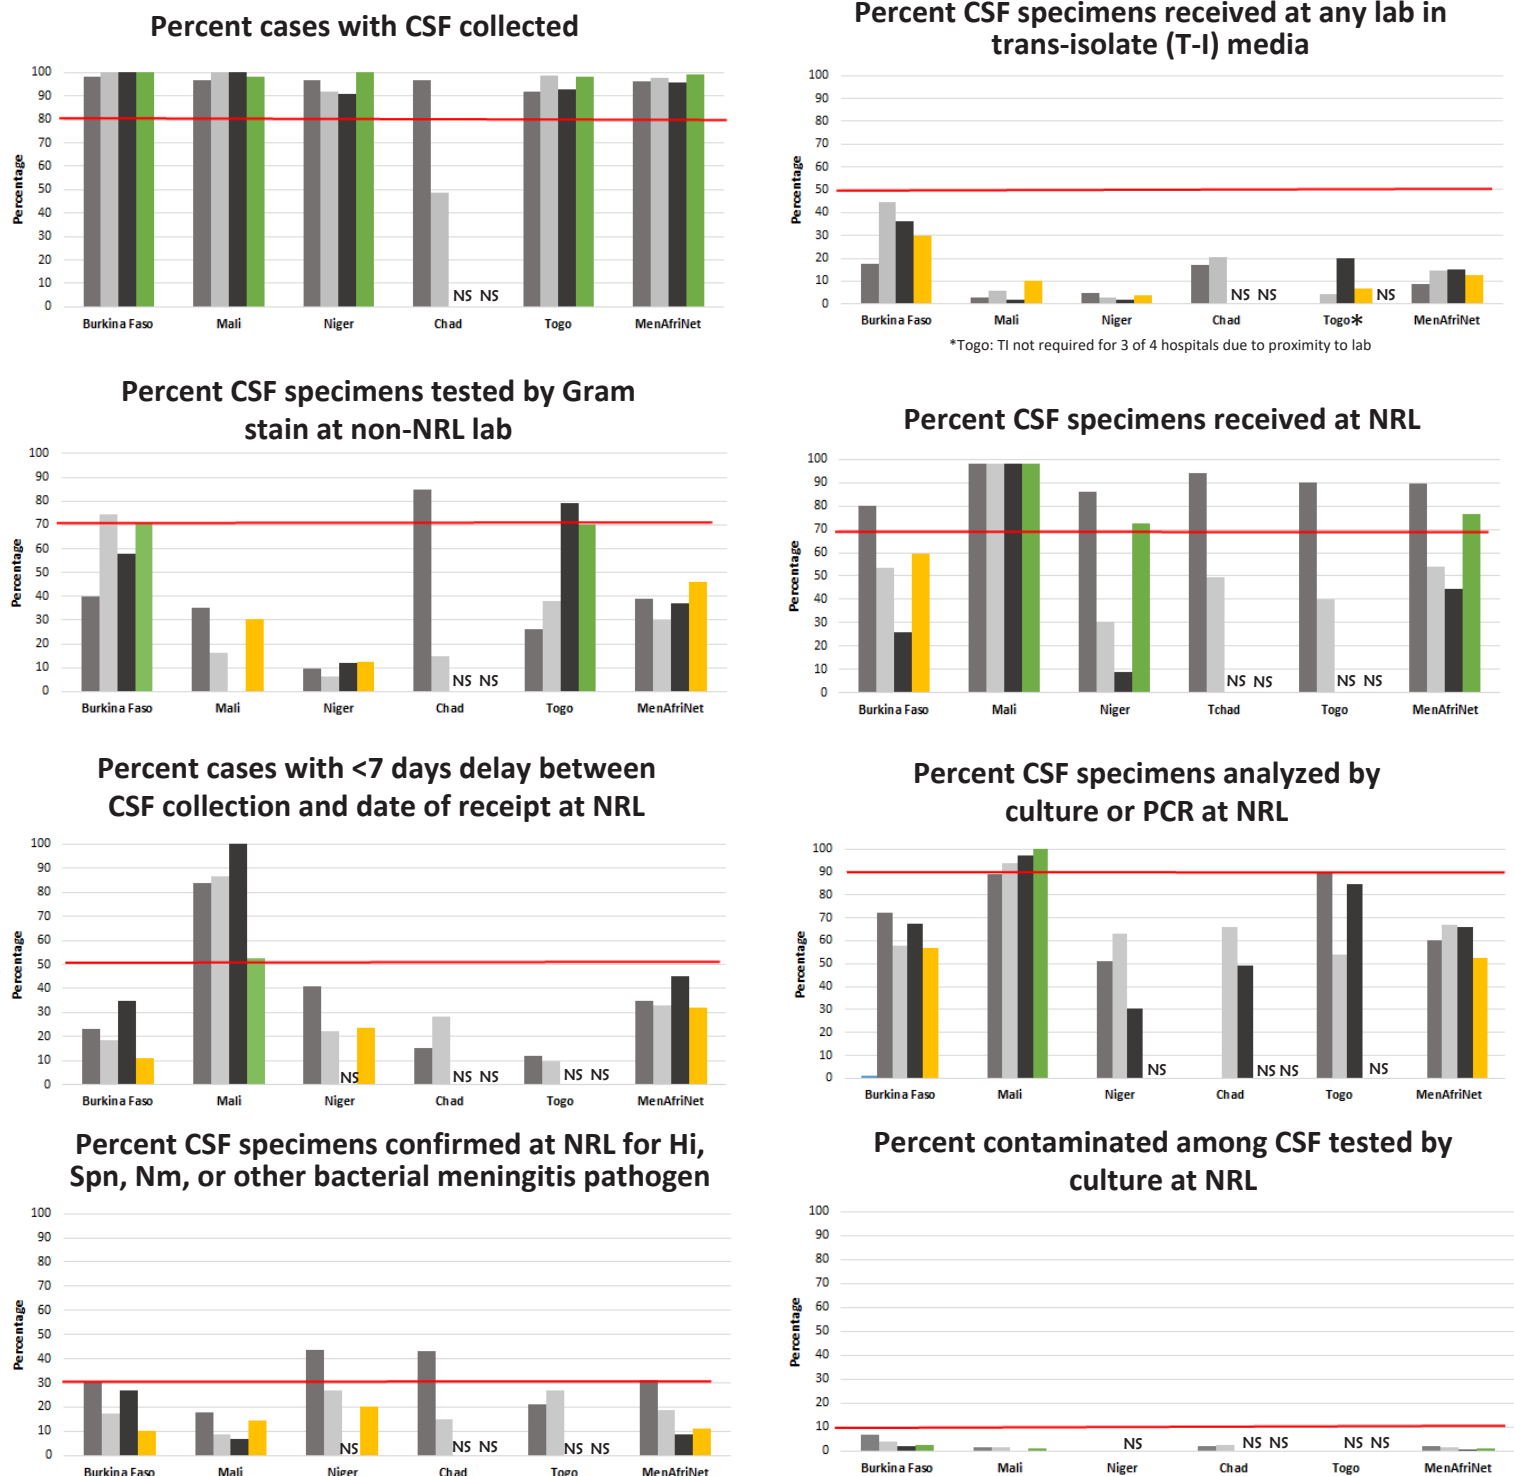 Percent cases with CSF collected
100
90
80
70
60
50
40
30
20
10
0
Percentage
NS NS
Burkina Faso Mali Niger Chad Togo MenAfriNet
Percent CSF specimens received at any lab in
trans-isolate (T-I) media
100
90
80
70
60
50
40
30
20
10
0
Percentage
NS NS NS
Burkina Faso Mali Niger Chad Togo* MenAfriNet
*Togo: TI not required for 3 of 4 hospitals due to proximity to lab
Percent CSF specimens tested by Gram
stain at non-NRL lab
100
90
80
70
60
50
40
30
20
10
0
Percentage
NS NS
Burkina Faso Mali Niger Chad Togo MenAfriNet
Percent CSF specimens received at NRL
100
90
80
70
60
50
40
30
20
10
0
Percentage
NS NS NS NS
Burkina Faso Mali Niger Tchad Togo MenAfriNet
Percent cases with <7 days delay between
CSF collection and date of receipt at NRL
100
90
80
70
60
50
40
30
20
10
0
Percentage
NS NS NS NS NS
Burkina Faso Mali Niger Chad Togo MenAfriNet
Percent CSF specimens analyzed by
culture or PCR at NRL
100
90
80
70
60
50
40
30
20
10
0
Percentage
NS NS NS NS
Burkina Faso Mali Niger Chad Togo MenAfriNet
Percent CSF specimens confirmed at NRL for Hi,
Spn, Nm, or other bacterial meningitis pathogen
100
90
80
70
60
50
40
30
20
10
0
Percentage
NS NS NS NS NS
Burkina Faso Mali Niger Chad Togo MenAfriNet
Percent contaminated among CSF tested by
culture at NRL
100
90
80
70
60
50
40
30
20
10
0
Percentage
NS NS NS NS NS
Burkina Faso Mali Niger Chad Togo MenAfriNet